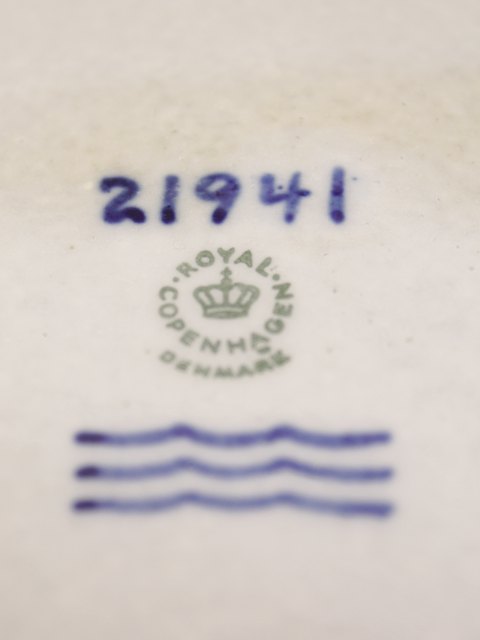 21941
ROYAL
COPENHAGEN
DENMARK